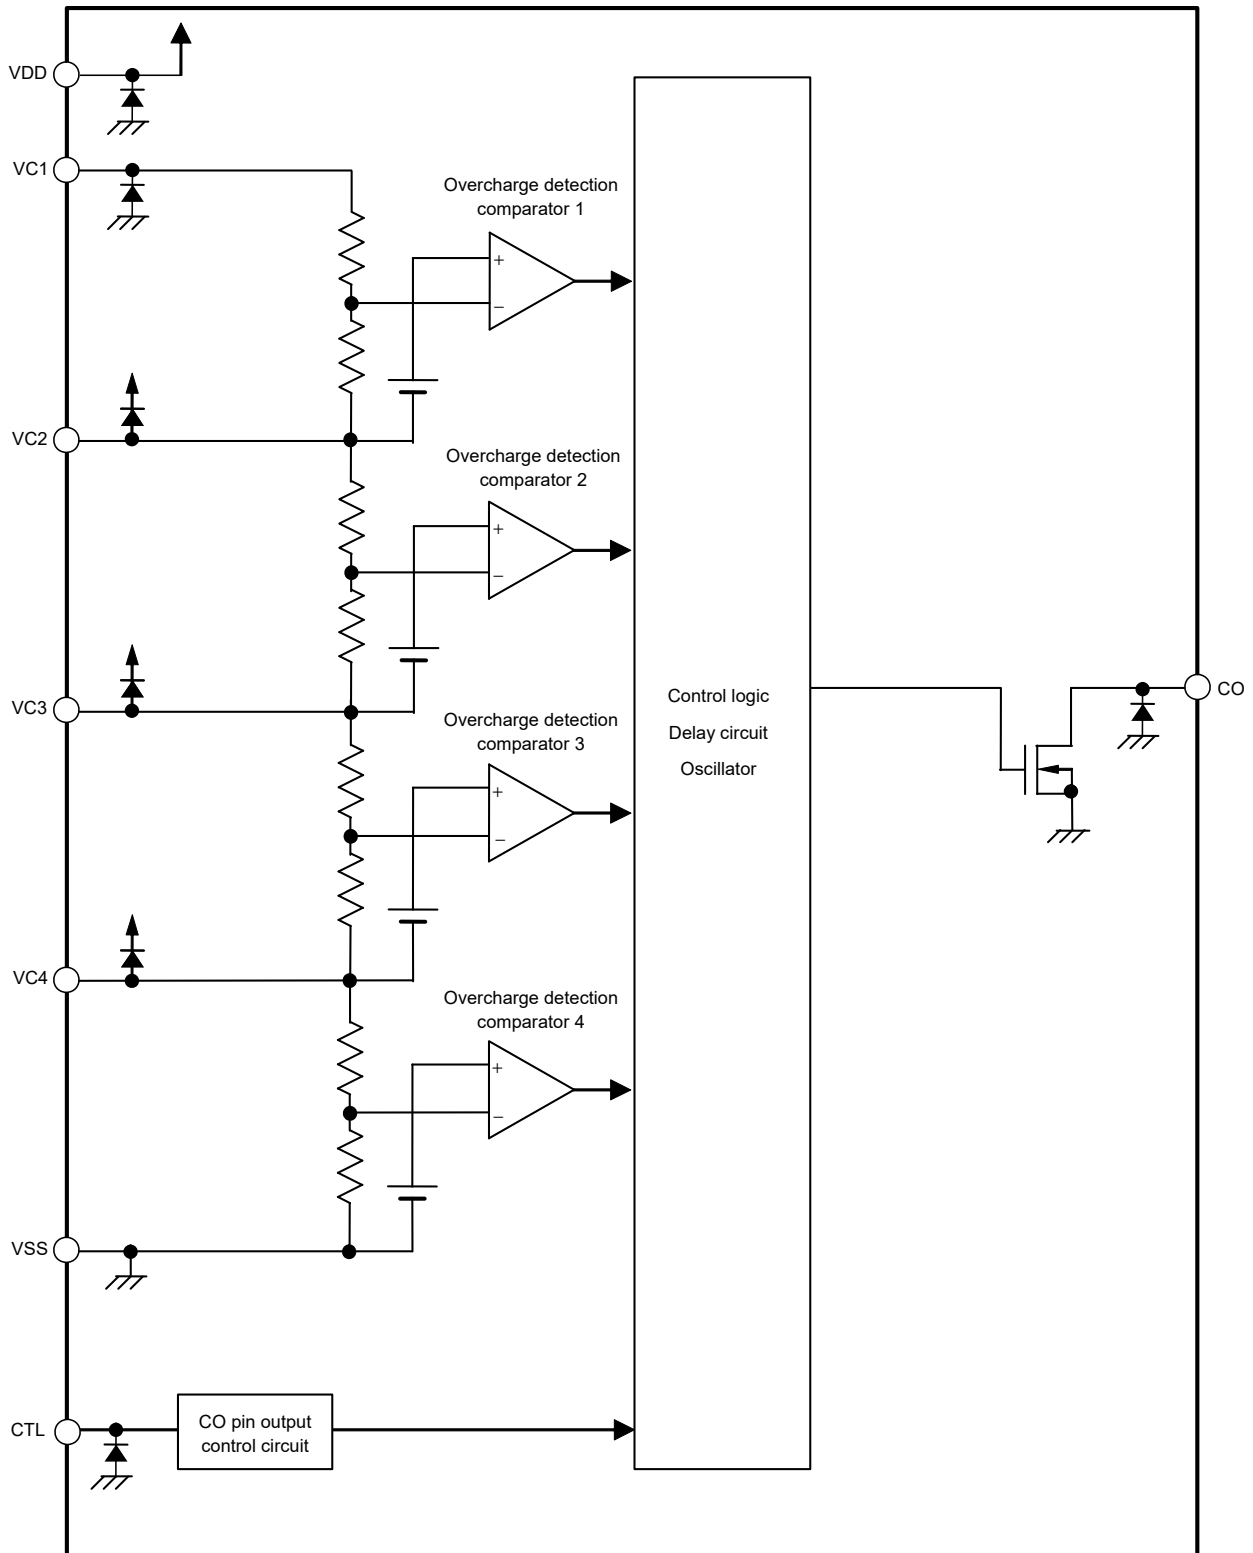 VDD
VC1
Overcharge detection
comparator 1
+
−
VC2
Overcharge detection
comparator 2
+
−
VC3
Control logic
Delay circuit
Oscillator
CO
Overcharge detection
comparator 3
+
−
VC4
Overcharge detection
comparator 4
+
−
VSS
CTL
CO pin output
control circuit